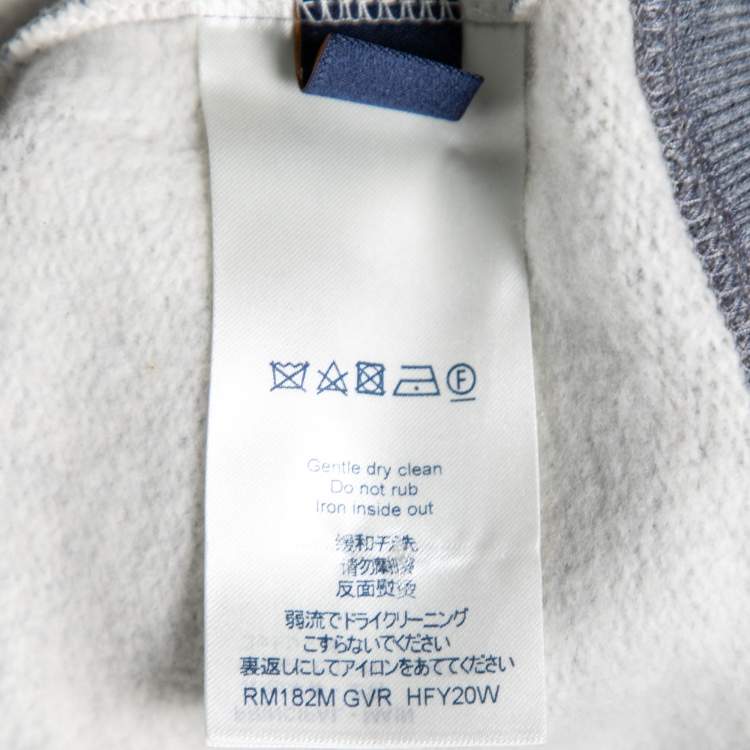 F
Gentle dry clean
Do not rub
Iron inside out
缓和干洗
请勿摩擦
反面熨烫
弱流でドライクリーニング
こすらないでください
裏返しにしてアイロンをあててください
RM182M GVR HFY20W